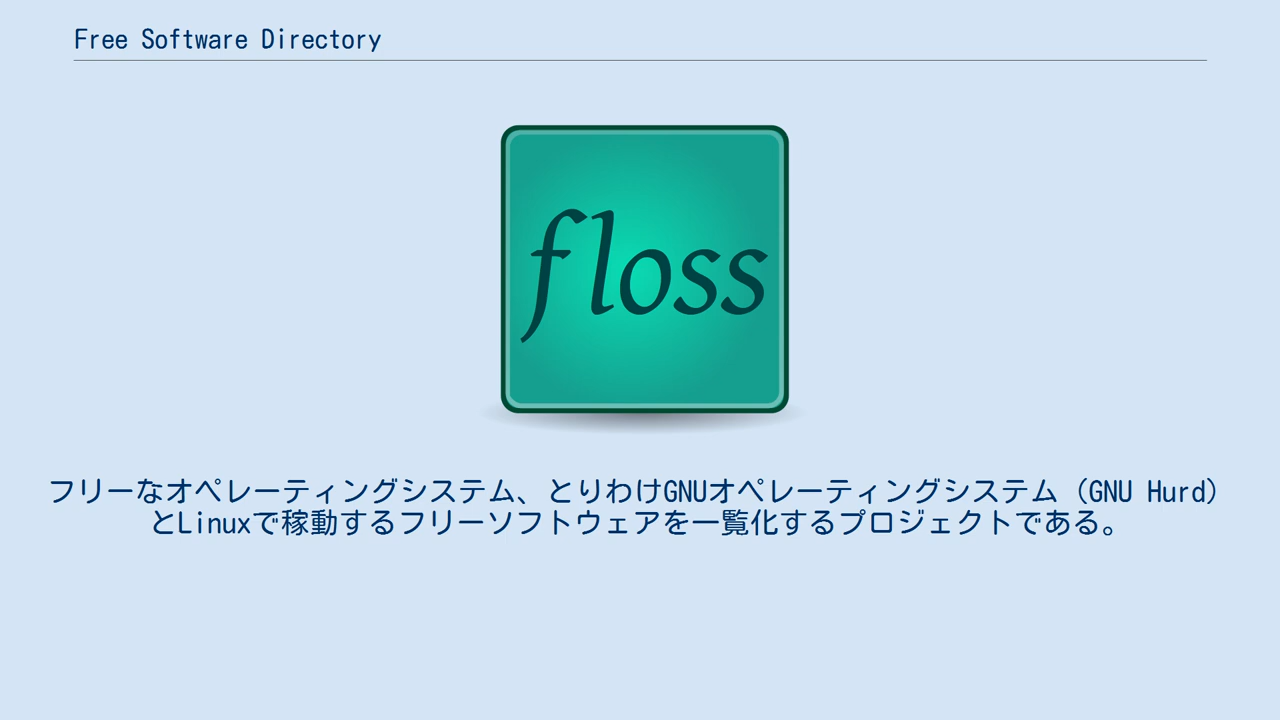 Free Software Directory
floss
フリーなオペレーティングシステム、とりわけGNUオペレーティングシステム（GNU Hurd）
とLinuxで稼動するフリーソフトウェアを一覧化するプロジェクトである。